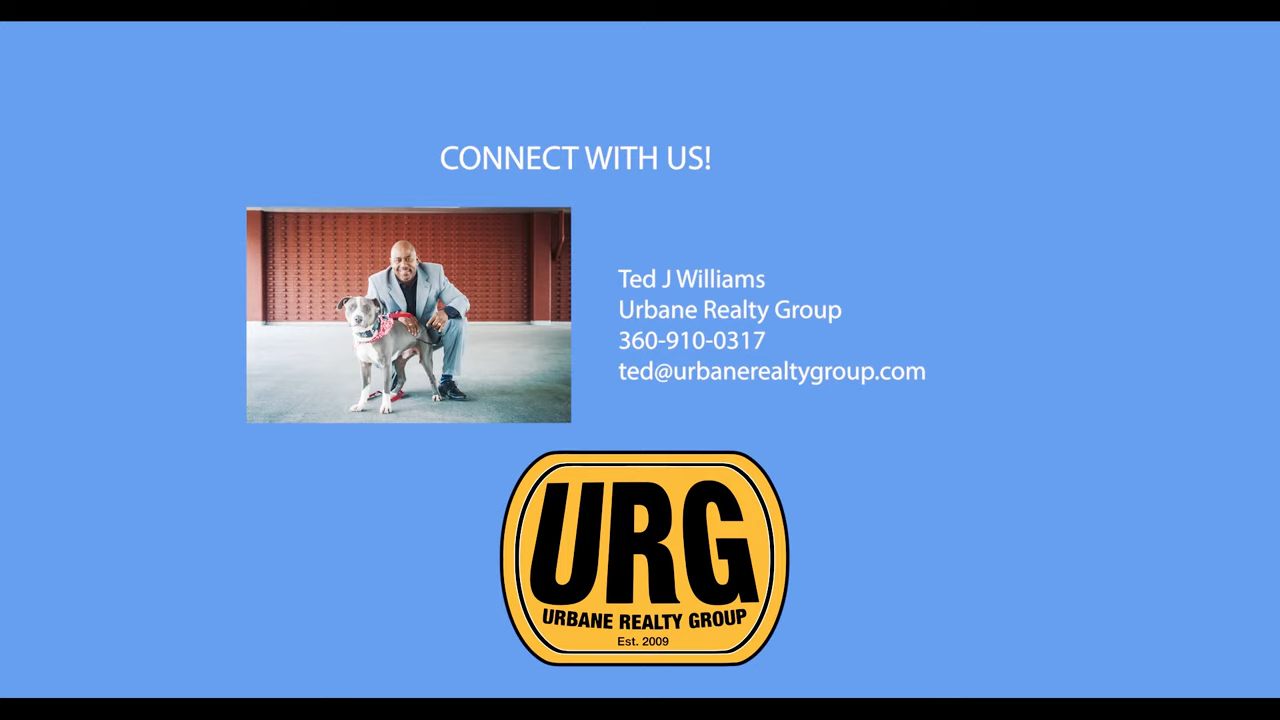 CONNECT WITH US!
Ted J Williams
Urbane Realty Group
360-910-0317
ted@urbanerealtygroup.com
URG
URBANE REALTY GROUP
Est. 2009